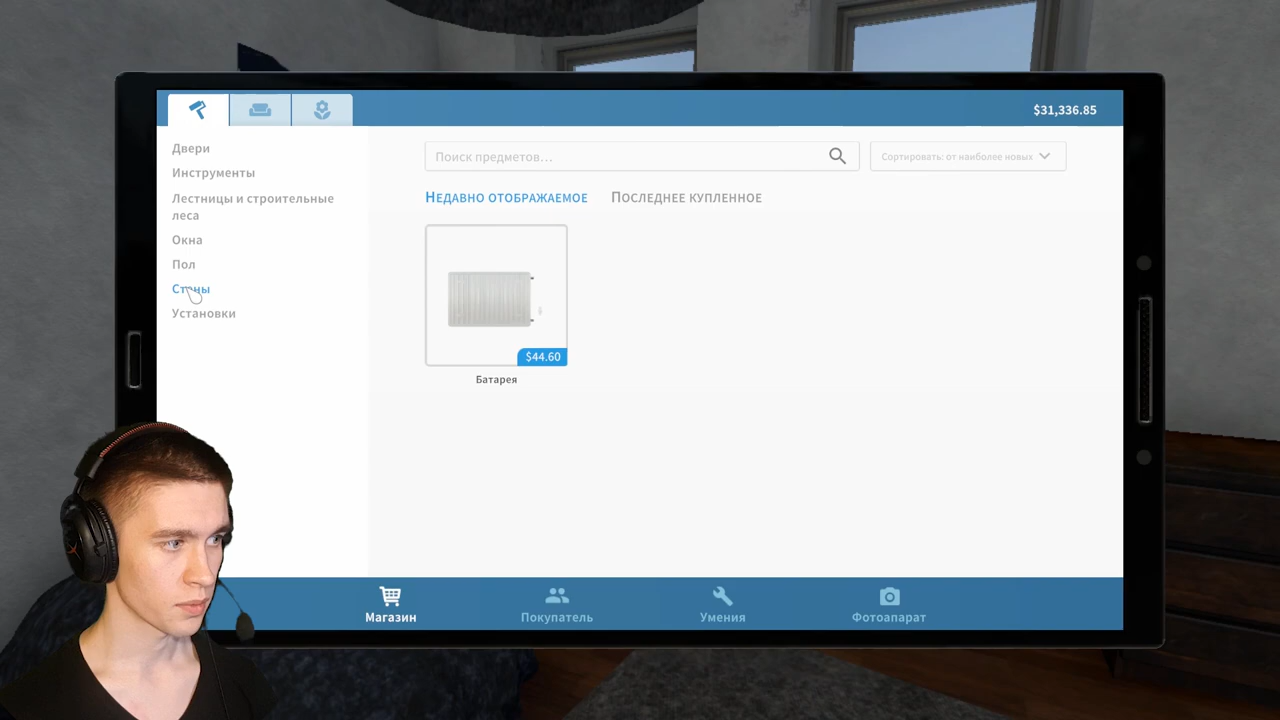 $31,336.85
Двери
Инструменты
Лестницы и строительные
леса
Окна
Пол
Стены
Установки
Поиск предметов...
Сортировать: от наиболее новых
Недавно отображаемое
Последнее купленное
$44.60
Батарея
Магазин
Покупатель
Умения
Фотоапарат